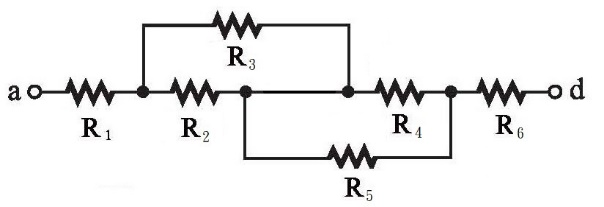 R₃
a R₁ R₂ R₄ R₆ d
R₅